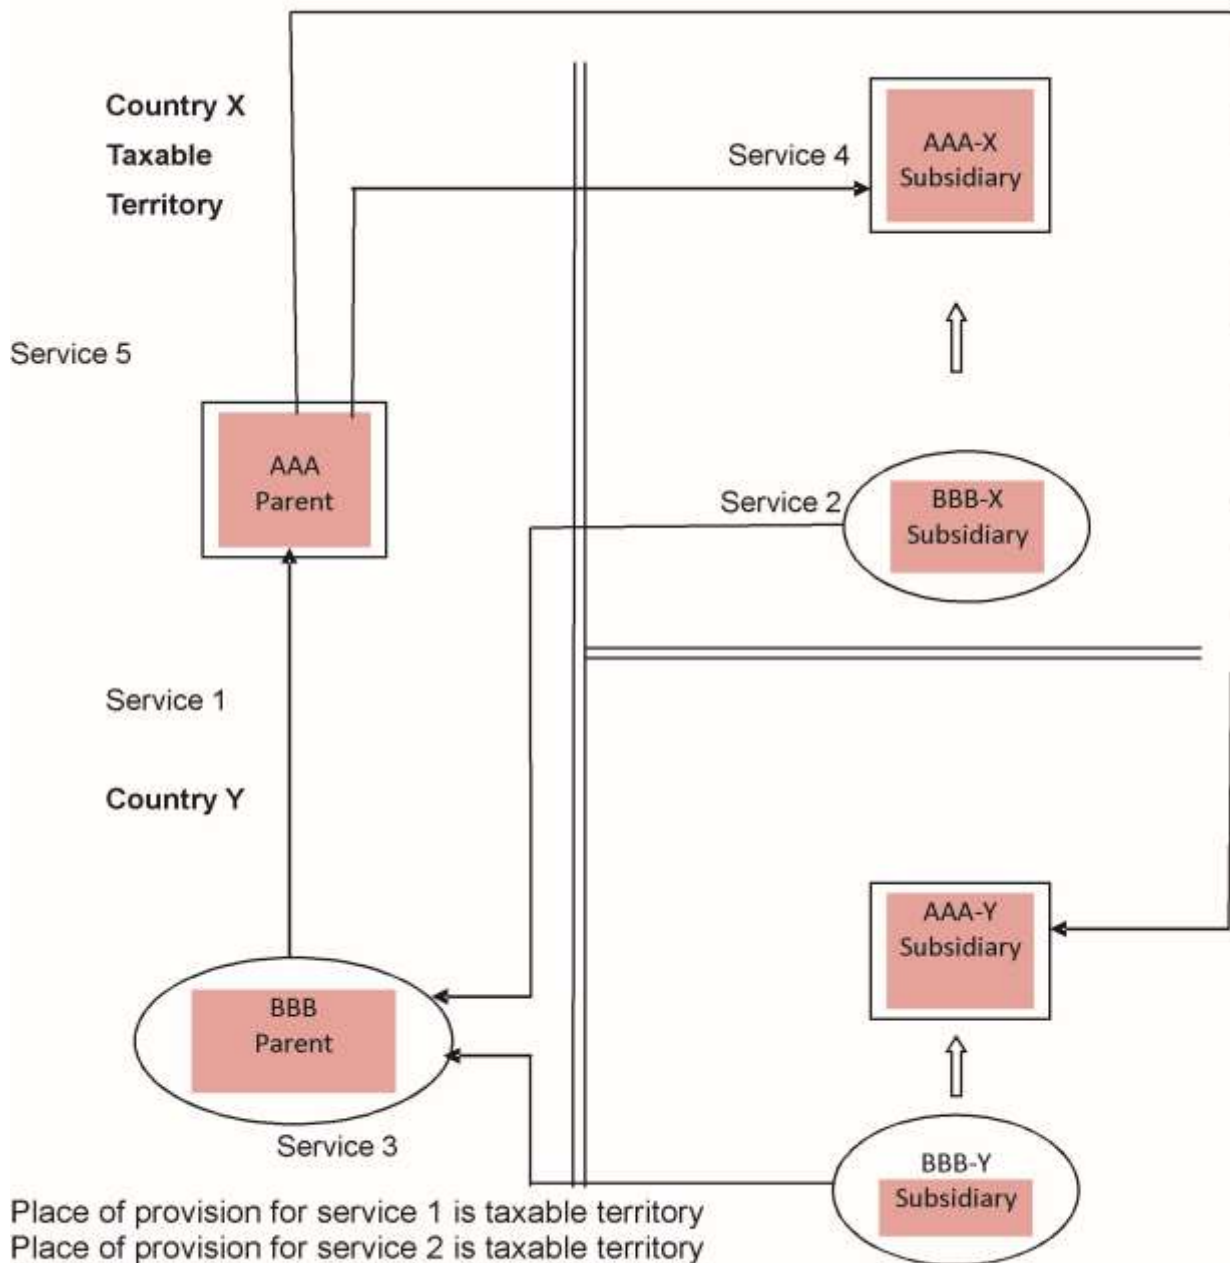 Country X
Taxable
Territory
Service 4
AAA-X
Subsidiary
Service 5
AAA
Parent
Service 2
BBB-X
Subsidiary
Service 1
Country Y
AAA-Y
Subsidiary
BBB
Parent
Service 3
BBB-Y
Subsidiary
Place of provision for service 1 is taxable territory
Place of provision for service 2 is taxable territory